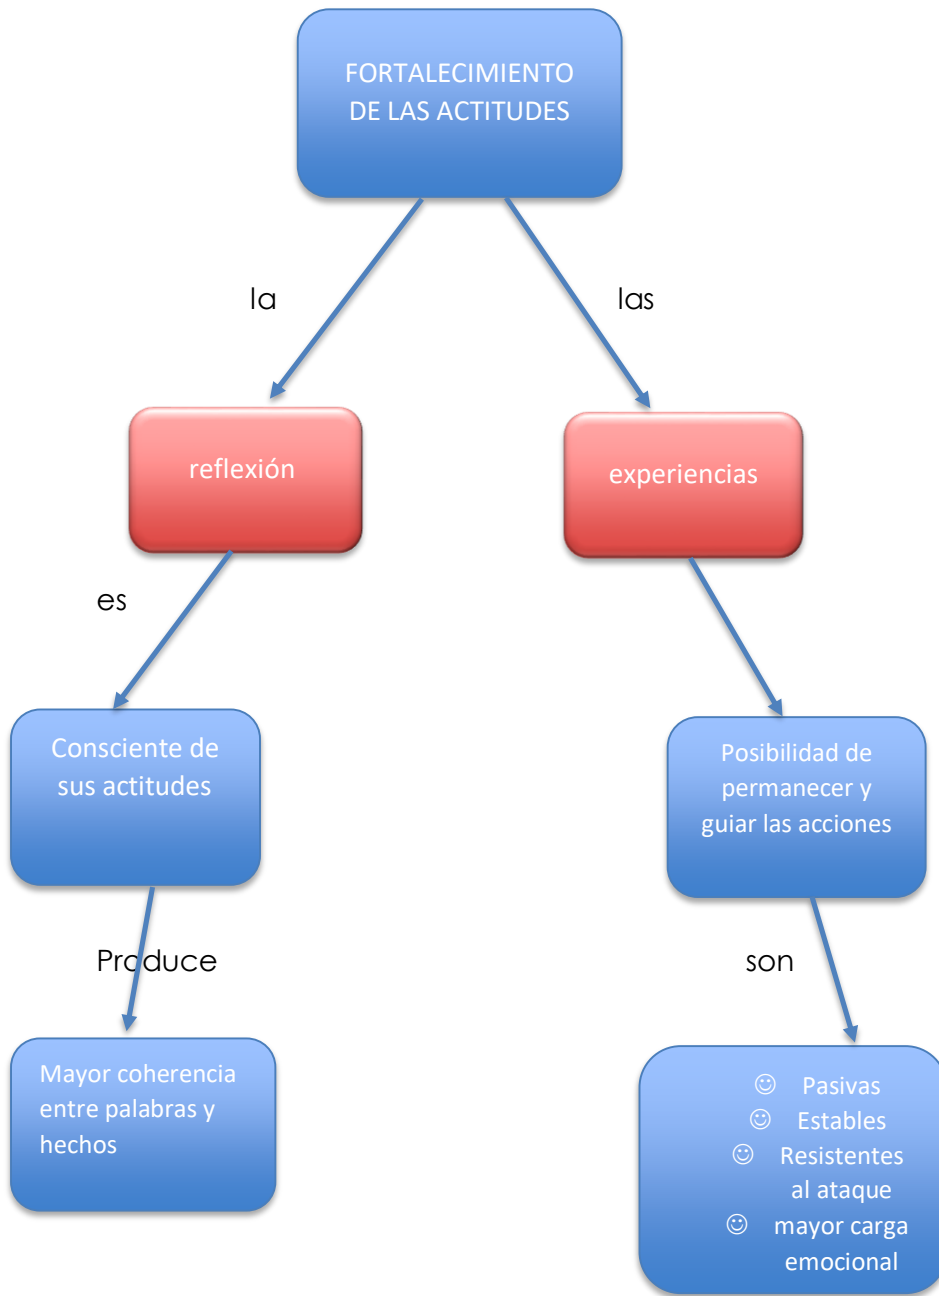 FORTALECIMIENTO
DE LAS ACTITUDES
la
las
reflexión
experiencias
es
Consciente de
sus actitudes
Posibilidad de
permanecer y
guiar las acciones
Produce
son
Mayor coherencia
entre palabras y
hechos
☺ Pasivas
☺ Estables
☺ Resistentes
al ataque
☺ mayor carga
emocional